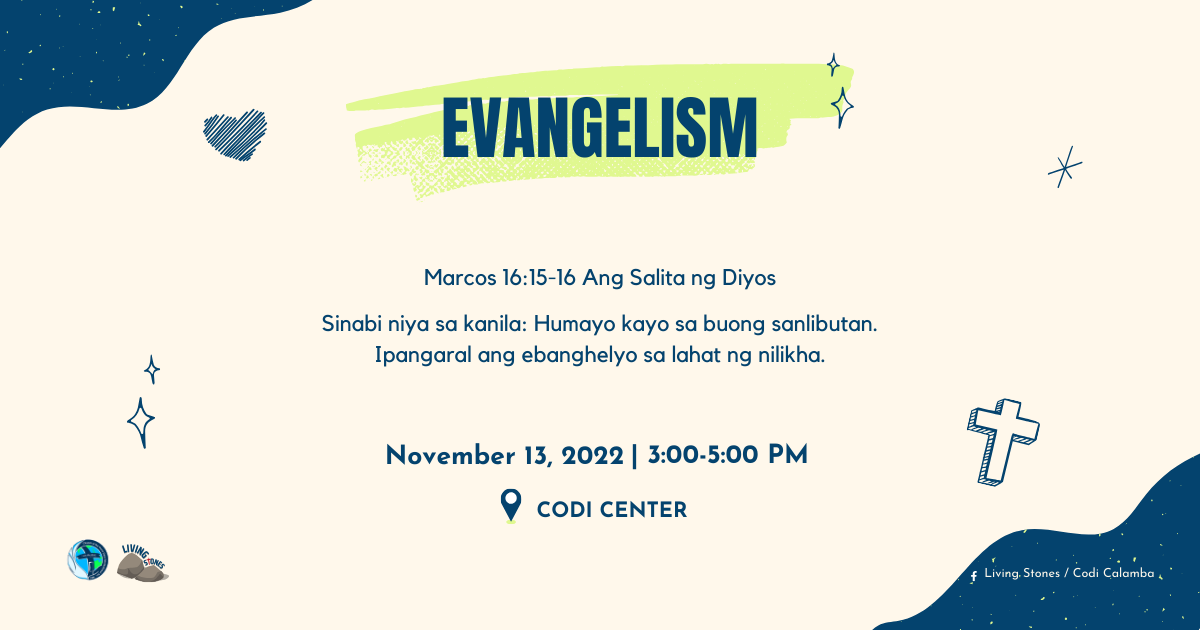 EVANGELISM
Marcos 16:15-16 Ang Salita ng Diyos
Sinabi niya sa kanila: Humayo kayo sa buong sanlibutan.
Ipangaral ang ebanghelyo sa lahat ng nilikha.
November 13, 2022 | 3:00-5:00 PM
CODI CENTER
LIVING
STONES
Living Stones / Codi Calamba